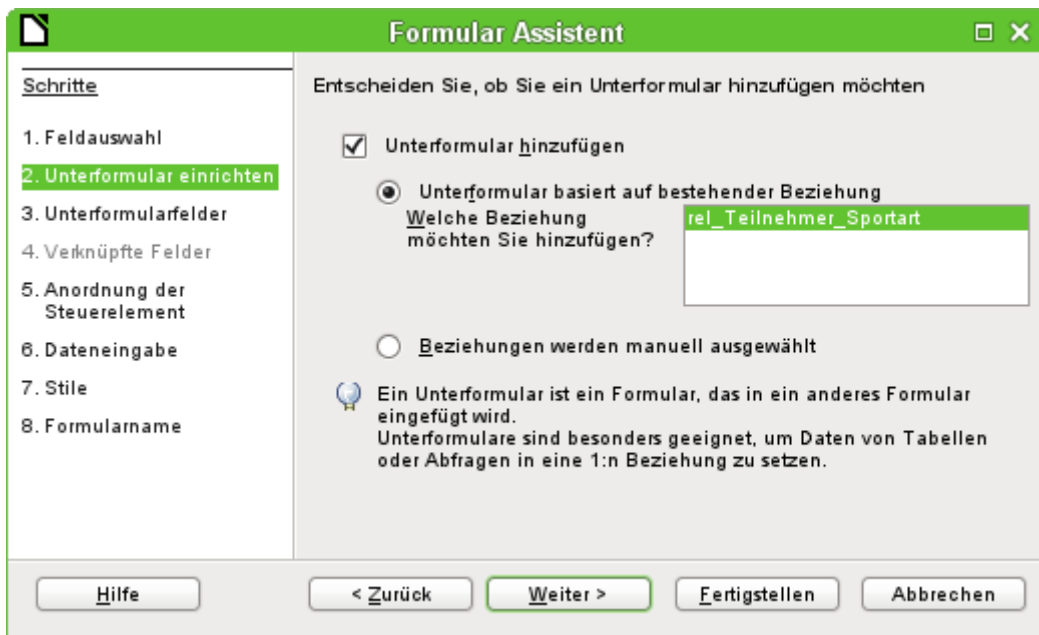 Formular Assistent
Schritte
1. Feldauswahl
2. Unterformular einrichten
3. Unterformularfelder
4. Verknüpfte Felder
5. Anordnung der
Steuerelement
6. Dateneingabe
7. Stile
8. Formularname
Entscheiden Sie, ob Sie ein Unterformular hinzufügen möchten
Unterformular hinzufügen
Unterformular basiert auf bestehender Beziehung
Welche Beziehung
möchten Sie hinzufügen?
rel_Teilnehmer_Sportart
Beziehungen werden manuell ausgewählt
Ein Unterformular ist ein Formular, das in ein anderes Formular
eingefügt wird.
Unterformulare sind besonders geeignet, um Daten von Tabellen
oder Abfragen in eine 1:n Beziehung zu setzen.
Hilfe
< Zurück
Weiter >
Fertigstellen
Abbrechen